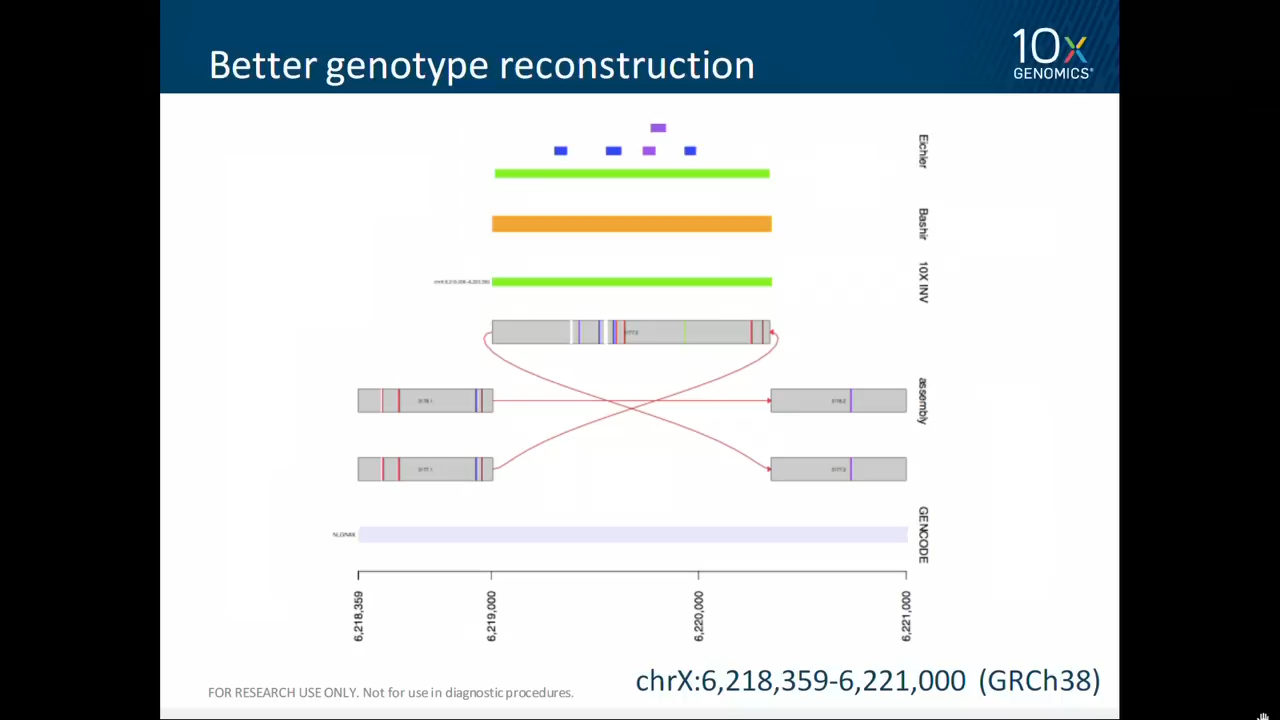 Better genotype reconstruction
10x
GENOMICS
Eichler
Bashir
10X INV
assembly
GENCODE
6,218,359
6,219,000
6,220,000
6,221,000
chrX:6,218,359-6,221,000 (GRCh38)
FOR RESEARCH USE ONLY. Not for use in diagnostic procedures.